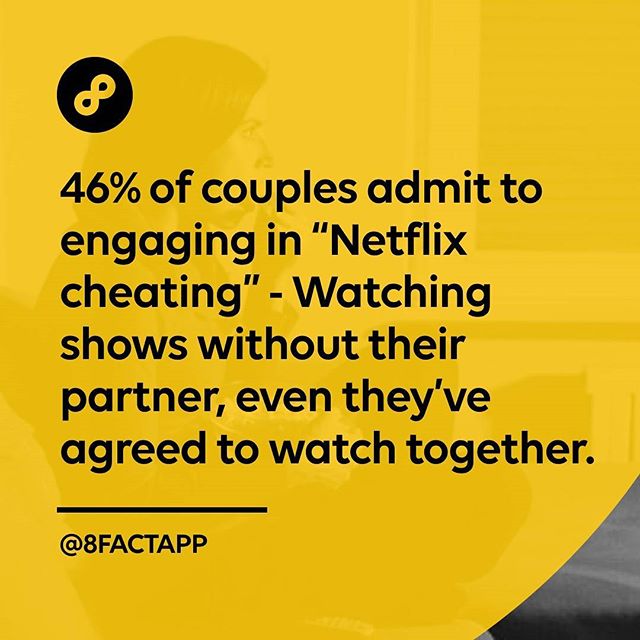 46% of couples admit to
engaging in “Netflix
cheating” - Watching
shows without their
partner, even they’ve
agreed to watch together.
@8FACTAPP